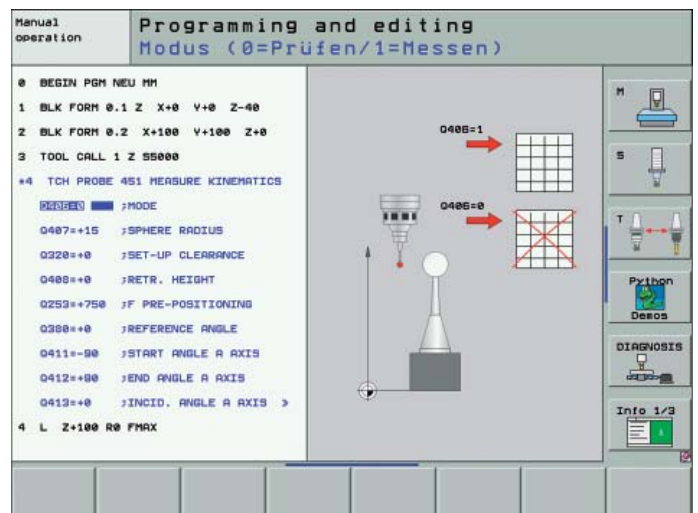 Manual
operation
Programming and editing
Modus (0=Prüfen/1=Messen)
0 BEGIN PGM NEU MM
1 BLK FORM 0.1 Z X+0 Y+0 Z-40
2 BLK FORM 0.2 X+100 Y+100 Z+0
3 TOOL CALL 1 Z S5000
*4 TCH PROBE 451 MEASURE KINEMATICS
Q406=0 ;MODE
Q407=+15 ;SPHERE RADIUS
Q320=+0 ;SET-UP CLEARANCE
Q408=+0 ;RETR. HEIGHT
Q253=+750 ;F PRE-POSITIONING
Q380=+0 ;REFERENCE ANGLE
Q411=-90 ;START ANGLE A AXIS
Q412=+90 ;END ANGLE A AXIS
Q413=+0 ;INCID. ANGLE A AXIS »
4 L Z+100 R0 FMAX
Q406=1
Q406=0
M
S
T
Python
Demos
DIAGNOSIS
Info 1/3